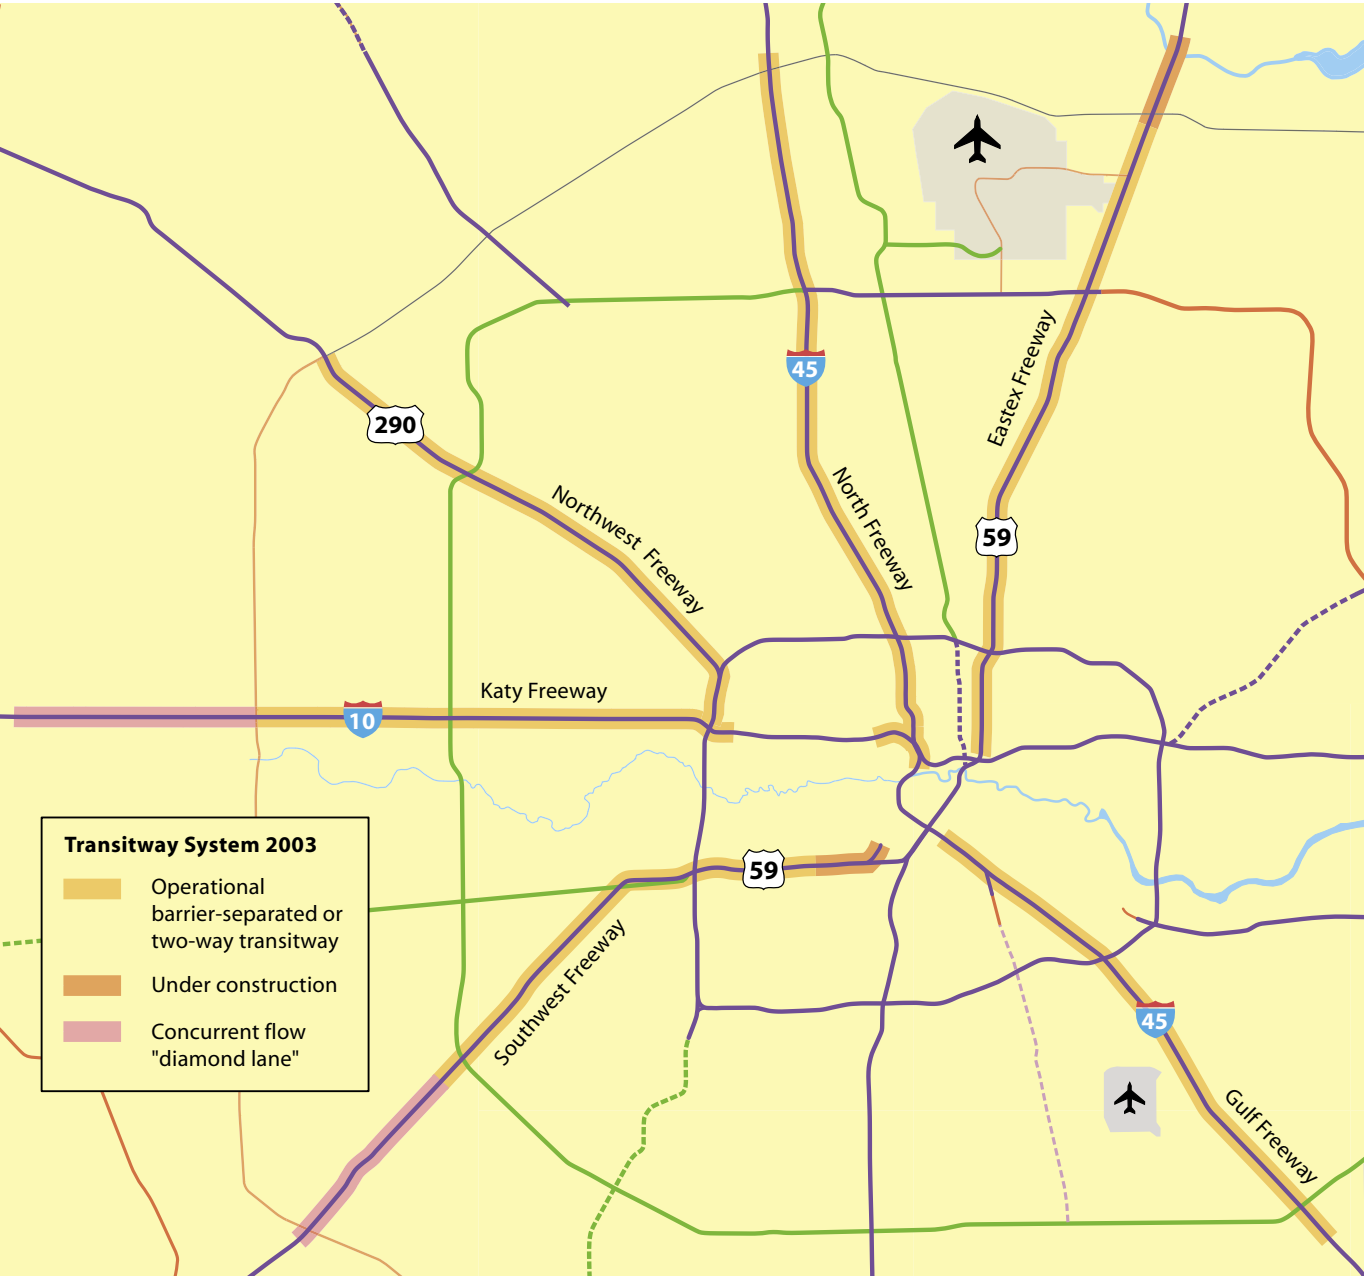 45
Eastex Freeway
290
Northwest Freeway
North Freeway
59
Katy Freeway
10
Transitway System 2003
Operational
barrier-separated or
two-way transitway
Under construction
Concurrent flow
"diamond lane"
59
Southwest Freeway
45
Gulf Freeway